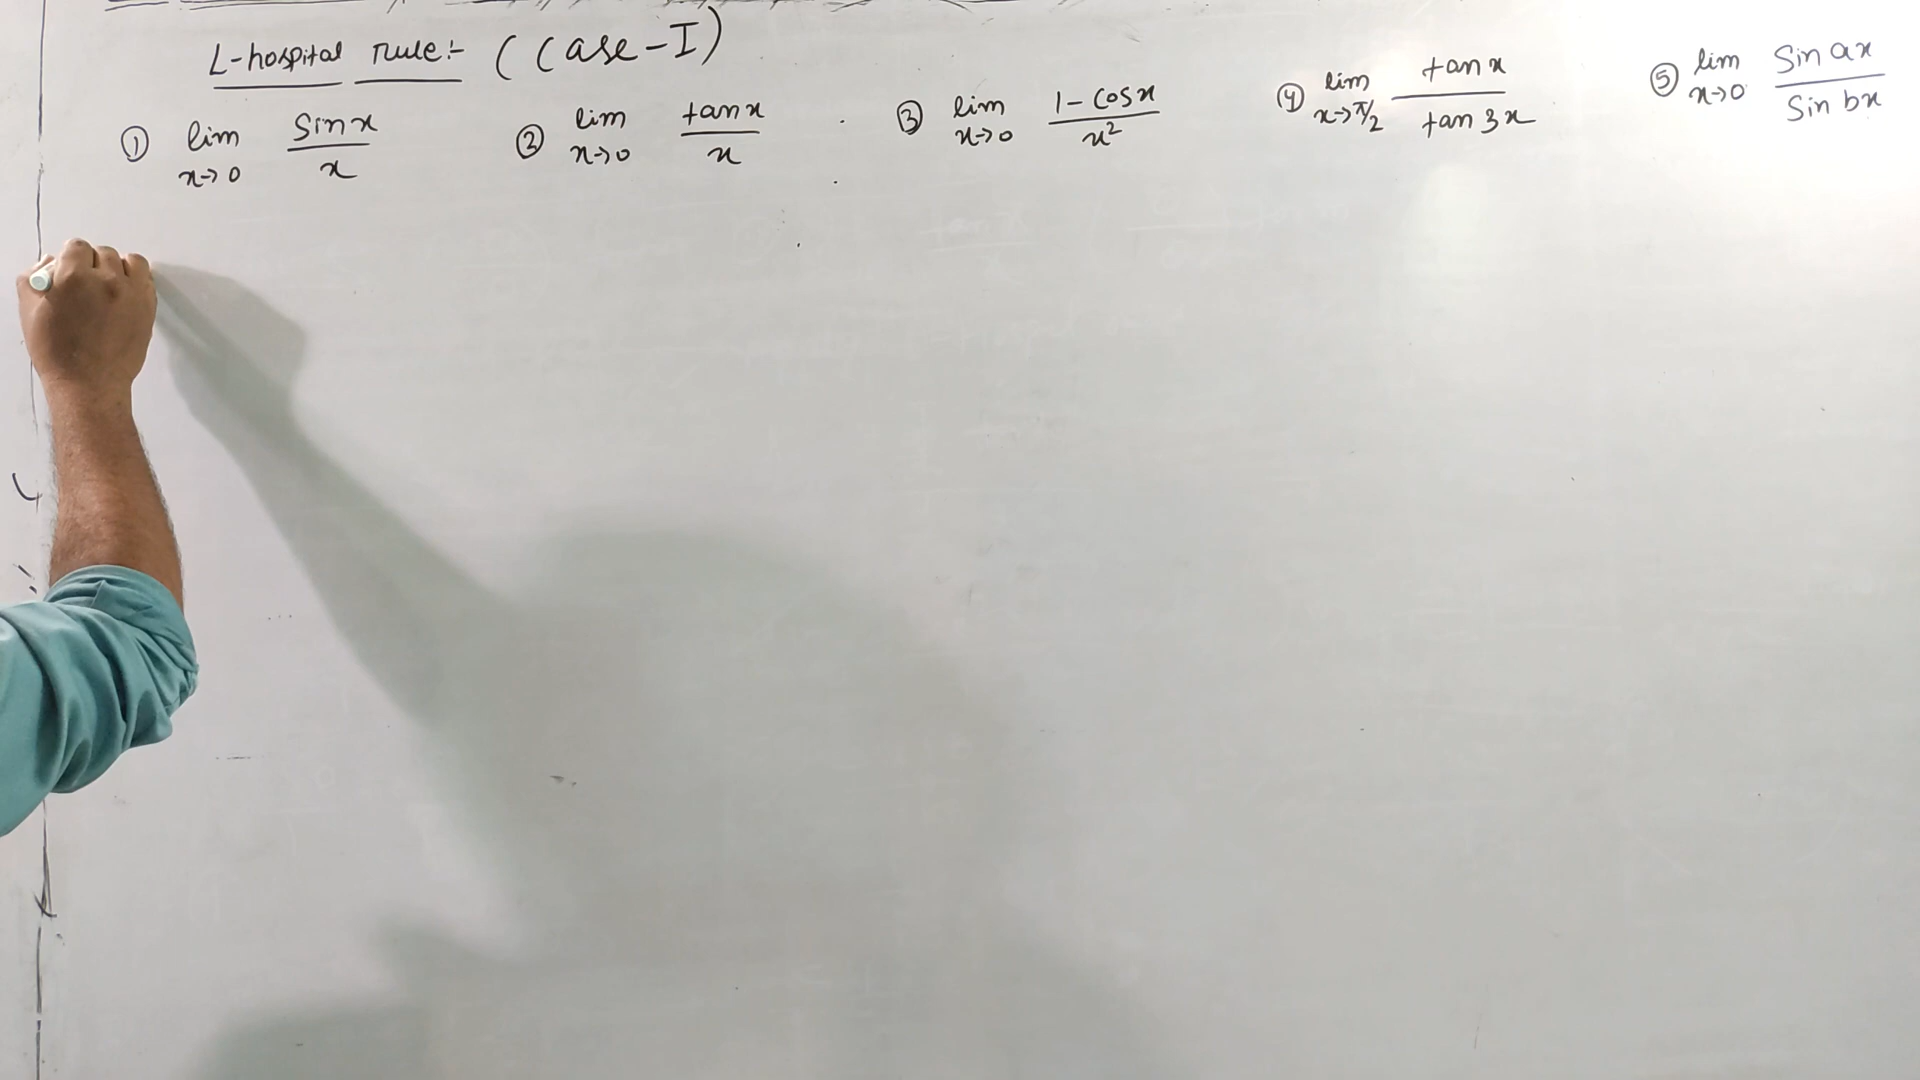 L-hospital rule:- (Case-I)
① lim x→0 sin x / x
② lim x→0 tan x / x
③ lim x→0 1-cos x / x²
④ lim x→π/2 tan x / tan 3x
⑤ lim x→0 Sin ax / Sin bx